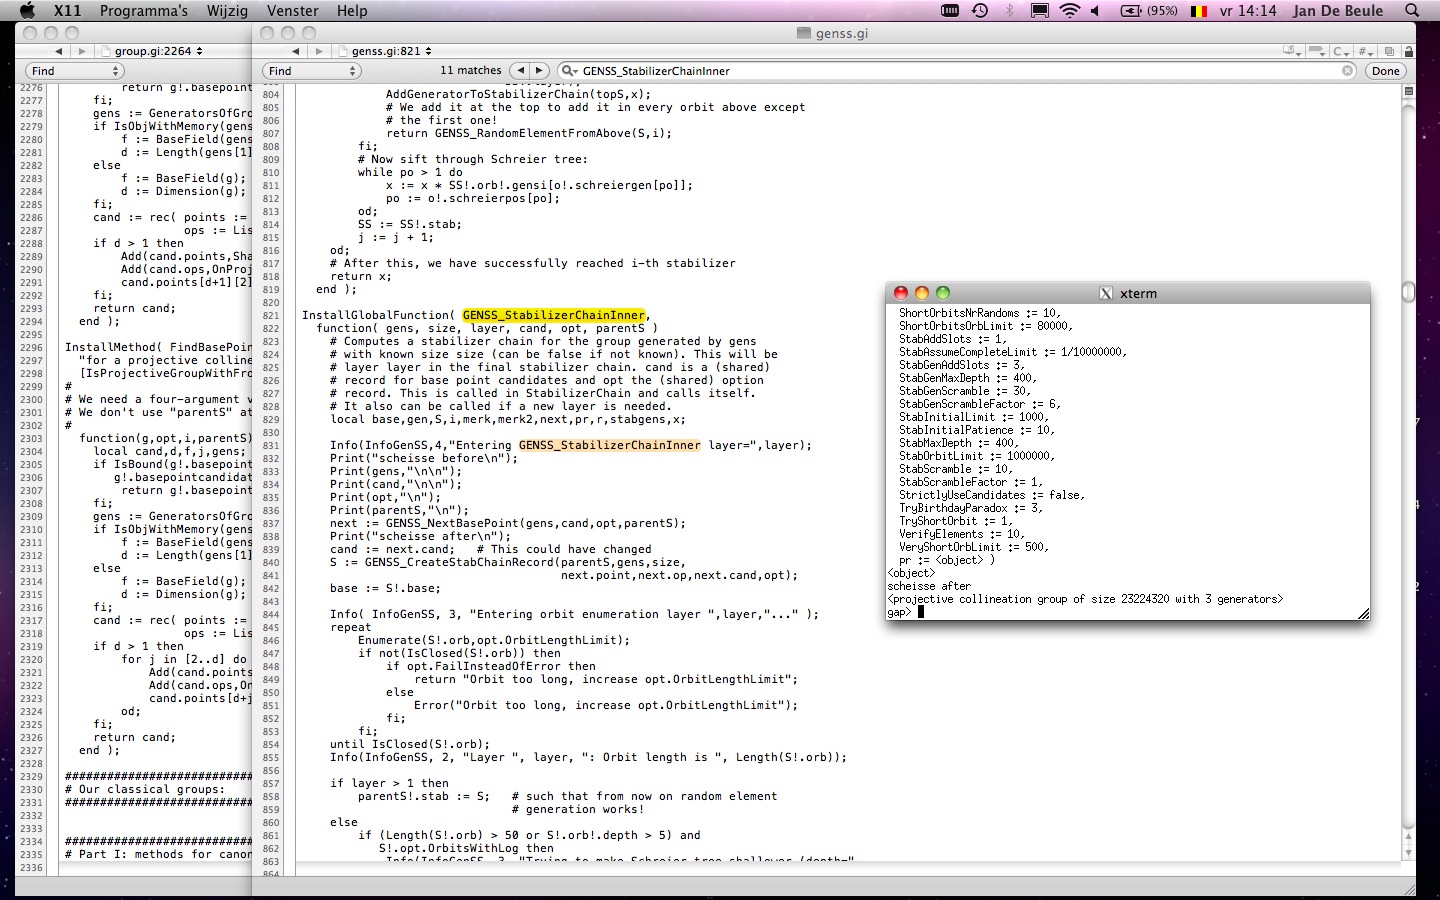 X11 Programma's Wijzig Venster Help (95%) vr 14:14 Jan De Beule
group.gi:2264
Find
2276 return g!.basepoint
2277 fi;
2278 gens := GeneratorsOfGro
2279 if IsObjWithMemory(gens
2280 f := BaseField(gens
2281 d := Length(gens[1]
2282 else
2283 f := BaseField(g);
2284 d := Dimension(g);
2285 fi;
2286 cand := rec( points :=
2287 ops := Lis
2288 if d > 1 then
2289 Add(cand.points,Sha
2290 Add(cand.ops,OnProj
2291 cand.points[d+1][2]
2292 fi;
2293 return cand;
2294 end );
2295
2296 InstallMethod( FindBasePoin
2297 "for a projective colline
2298 [IsProjectiveGroupWithFro
2299 #
2300 # We need a four-argument v
2301 # We don't use "parentS" at
2302 #
2303 function(g,opt,i,parentS)
2304 local cand,d,f,j,gens;
2305 if IsBound(g!.basepoint
2306 g!.basepointcandidat
2307 return g!.basepoint
2308 fi;
2309 gens := GeneratorsOfGro
2310 if IsObjWithMemory(gens
2311 f := BaseField(gens
2312 d := Length(gens[1]
2313 else
2314 f := BaseField(g);
2315 d := Dimension(g);
2316 fi;
2317 cand := rec( points :=
2318 ops := Lis
2319 if d > 1 then
2320 for j in [2..d] do
2321 Add(cand.points
2322 Add(cand.ops,On
2323 cand.points[d+j
2324 od;
2325 fi;
2326 return cand;
2327 end );
2328
2329 ###########################
2330 # Our classical groups:
2331 ###########################
2332
2333
2334 ###########################
2335 # Part I: methods for canon
2336
genss.gi
genss.gi:821
C #
Find 11 matches GENSS_StabilizerChainInner Done
804 AddGeneratorToStabilizerChain(topS,x);
805 # We add it at the top to add it in every orbit above except
806 # the first one!
807 return GENSS_RandomElementFromAbove(S,i);
808 fi;
809 # Now sift through Schreier tree:
810 while po > 1 do
811 x := x * SS!.orb!.gensi[o!.schreiergen[po]];
812 po := o!.schreierpos[po];
813 od;
814 SS := SS!.stab;
815 j := j + 1;
816 od;
817 # After this, we have successfully reached i-th stabilizer
818 return x;
819 end );
820
821 InstallGlobalFunction( GENSS_StabilizerChainInner,
822 function( gens, size, layer, cand, opt, parentS )
823 # Computes a stabilizer chain for the group generated by gens
824 # with known size size (can be false if not known). This will be
825 # layer layer in the final stabilizer chain. cand is a (shared)
826 # record for base point candidates and opt the (shared) option
827 # record. This is called in StabilizerChain and calls itself.
828 # It also can be called if a new layer is needed.
829 local base,gen,S,i,merk,merk2,next,pr,r,stabgens,x;
830
831 Info(InfoGenSS,4,"Entering GENSS_StabilizerChainInner layer=",layer);
832 Print("scheisse before\n");
833 Print(gens,"\n\n");
834 Print(cand,"\n\n");
835 Print(opt,"\n");
836 Print(parentS,"\n");
837 next := GENSS_NextBasePoint(gens,cand,opt,parentS);
838 Print("scheisse after\n");
839 cand := next.cand; # This could have changed
840 S := GENSS_CreateStabChainRecord(parentS,gens,size,
841 next.point,next.op,next.cand,opt);
842 base := S!.base;
843
844 Info( InfoGenSS, 3, "Entering orbit enumeration layer ",layer,"..." );
845 repeat
846 Enumerate(S!.orb,opt.OrbitLengthLimit);
847 if not(IsClosed(S!.orb)) then
848 if opt.FailInsteadOfError then
849 return "Orbit too long, increase opt.OrbitLengthLimit";
850 else
851 Error("Orbit too long, increase opt.OrbitLengthLimit");
852 fi;
853 fi;
854 until IsClosed(S!.orb);
855 Info(InfoGenSS, 2, "Layer ", layer, ": Orbit length is ", Length(S!.orb));
856
857 if layer > 1 then
858 parentS!.stab := S; # such that from now on random element
859 # generation works!
860 else
861 if (Length(S!.orb) > 50 or S!.orb!.depth > 5) and
862 S!.opt.OrbitsWithLog then
863 Info(InfoGenSS, 3, "Trying to make Schreier tree shallower (depth="
864
xterm
ShortOrbitsNrRandoms := 10,
ShortOrbitsOrbLimit := 80000,
StabAddSlots := 1,
StabAssumeCompleteLimit := 1/10000000,
StabGenAddSlots := 3,
StabGenMaxDepth := 400,
StabGenScramble := 30,
StabGenScrambleFactor := 6,
StabInitialLimit := 1000,
StabInitialPatience := 10,
StabMaxDepth := 400,
StabOrbitLimit := 1000000,
StabScramble := 10,
StabScrambleFactor := 1,
StrictlyUseCandidates := false,
TryBirthdayParadox := 3,
TryShortOrbit := 1,
VerifyElements := 10,
VeryShortOrbLimit := 500,
pr := <object> )
<object>
scheisse after
<projective collineation group of size 23224320 with 3 generators>
gap>